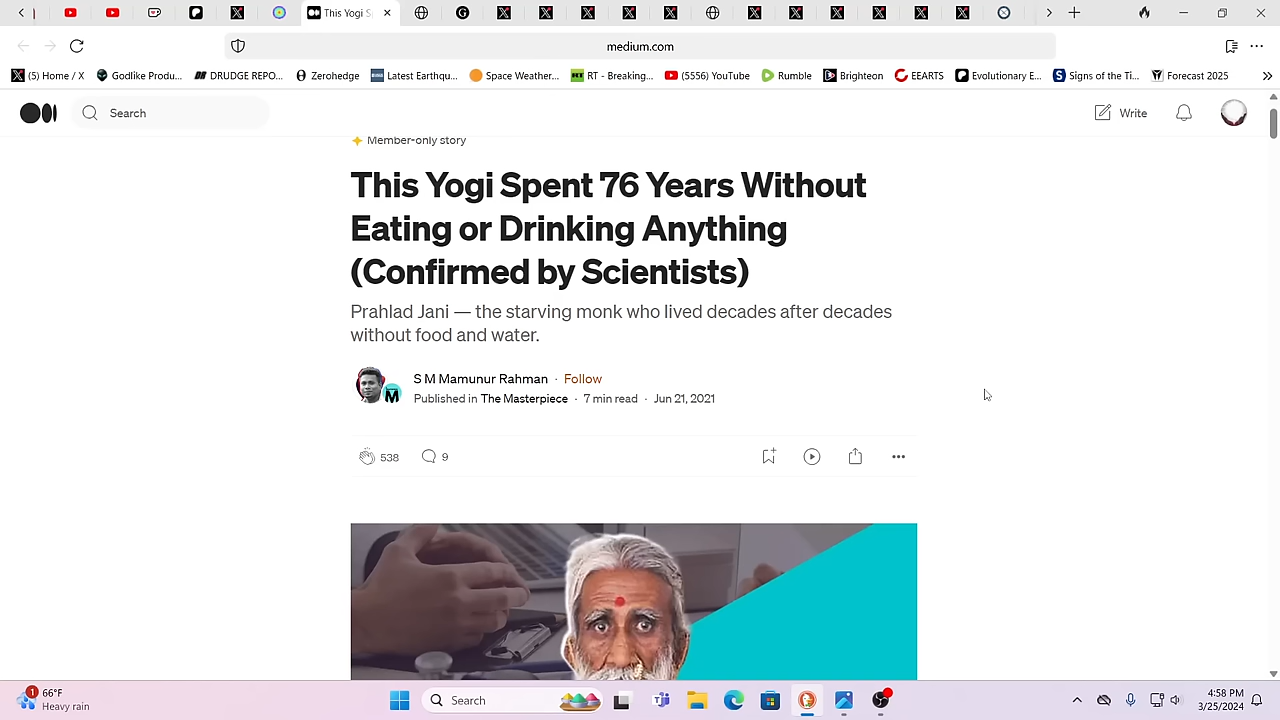 This Yogi S
medium.com
(5) Home / X
Godlike Produ...
DRUDGE REPO...
Zerohedge
Latest Earthqu...
Space Weather...
RT - Breaking...
(5556) YouTube
Rumble
Brighteon
EEARTS
Evolutionary E...
Signs of the Ti...
Forecast 2025
Search
Write
Member-only story
This Yogi Spent 76 Years Without
Eating or Drinking Anything
(Confirmed by Scientists)
Prahlad Jani — the starving monk who lived decades after decades
without food and water.
S M Mamunur Rahman · Follow
Published in The Masterpiece · 7 min read · Jun 21, 2021
538
9
1
66°F
Heavy rain
Search
4:58 PM
3/25/2024